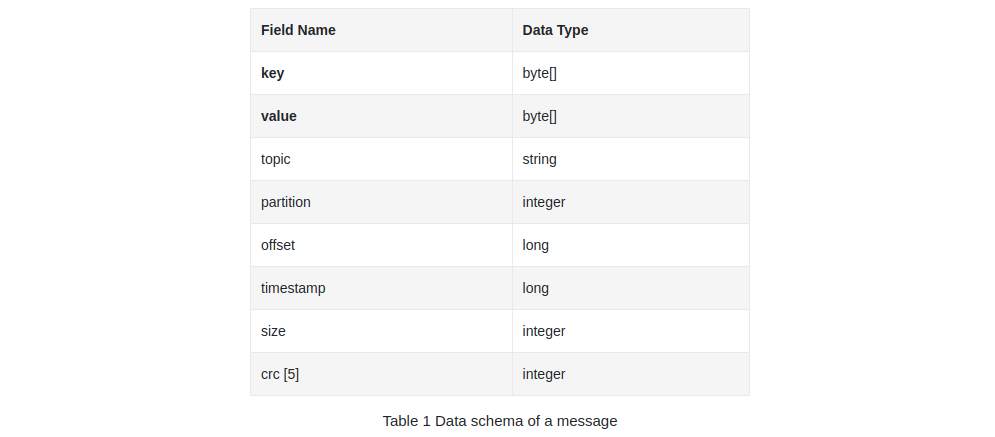 Field Name Data Type
key byte[]
value byte[]
topic string
partition integer
offset long
timestamp long
size integer
crc [5] integer
Table 1 Data schema of a message